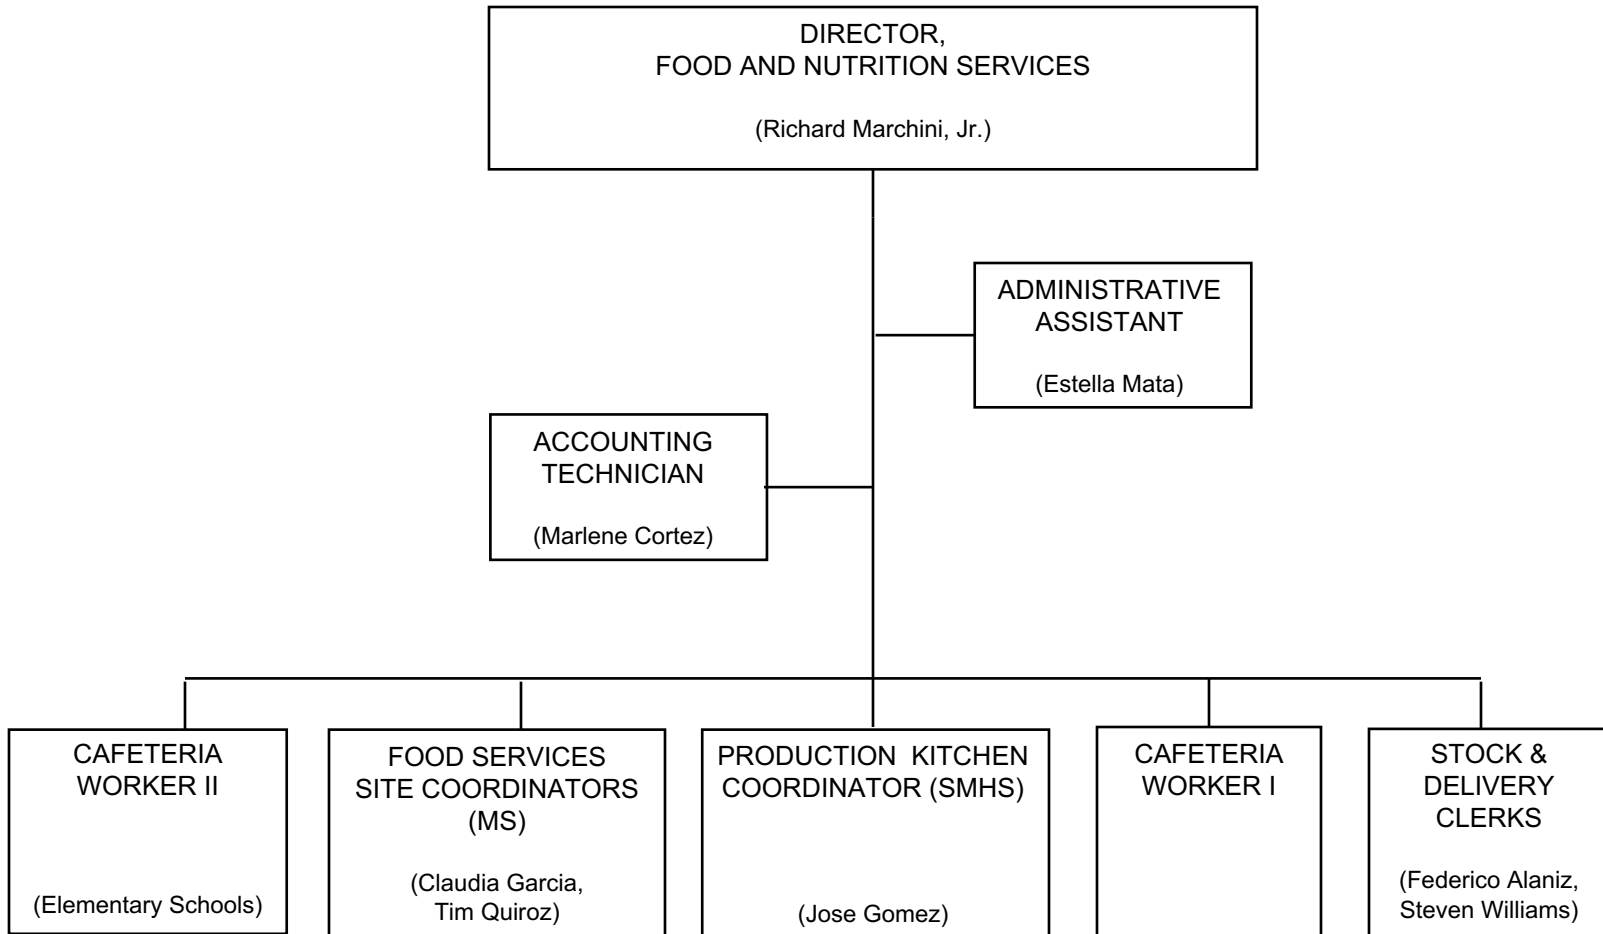 DIRECTOR,
FOOD AND NUTRITION SERVICES
(Richard Marchini, Jr.)
ADMINISTRATIVE
ASSISTANT
(Estella Mata)
ACCOUNTING
TECHNICIAN
(Marlene Cortez)
CAFETERIA
WORKER II
(Elementary Schools)
FOOD SERVICES
SITE COORDINATORS
(MS)
(Claudia Garcia,
Tim Quiroz)
PRODUCTION KITCHEN
COORDINATOR (SMHS)
(Jose Gomez)
CAFETERIA
WORKER I
STOCK &
DELIVERY
CLERKS
(Federico Alaniz,
Steven Williams)